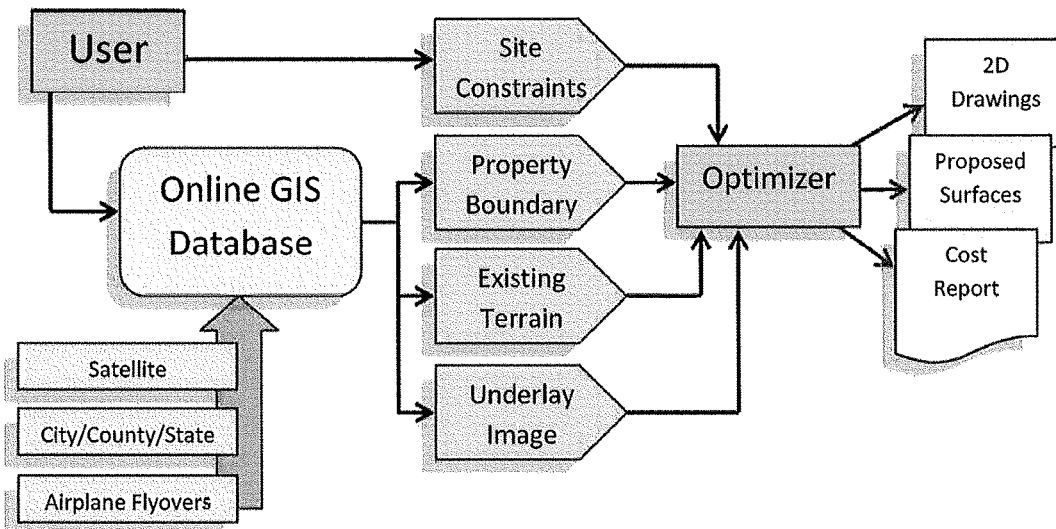 User
Site
Constraints
Online GIS
Database
Property
Boundary
Optimizer
2D
Drawings
Proposed
Surfaces
Existing
Terrain
Cost
Report
Satellite
City/County/State
Airplane Flyovers
Underlay
Image